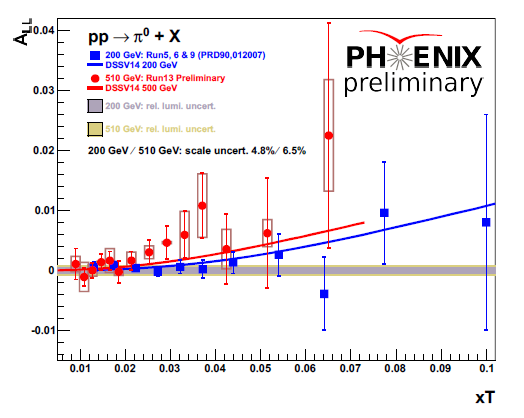 A_LL
pp → π⁰ + X
200 GeV: Run5, 6 & 9 (PRD90,012007)
DSSV14 200 GeV
510 GeV: Run13 Preliminary
DSSV14 500 GeV
200 GeV: rel. lumi. uncert.
510 GeV: rel. lumi. uncert.
200 GeV / 510 GeV: scale uncert. 4.8% / 6.5%
PHENIX
preliminary
0.04
0.03
0.02
0.01
0
-0.01
0.01 0.02 0.03 0.04 0.05 0.06 0.07 0.08 0.09 0.1
xT